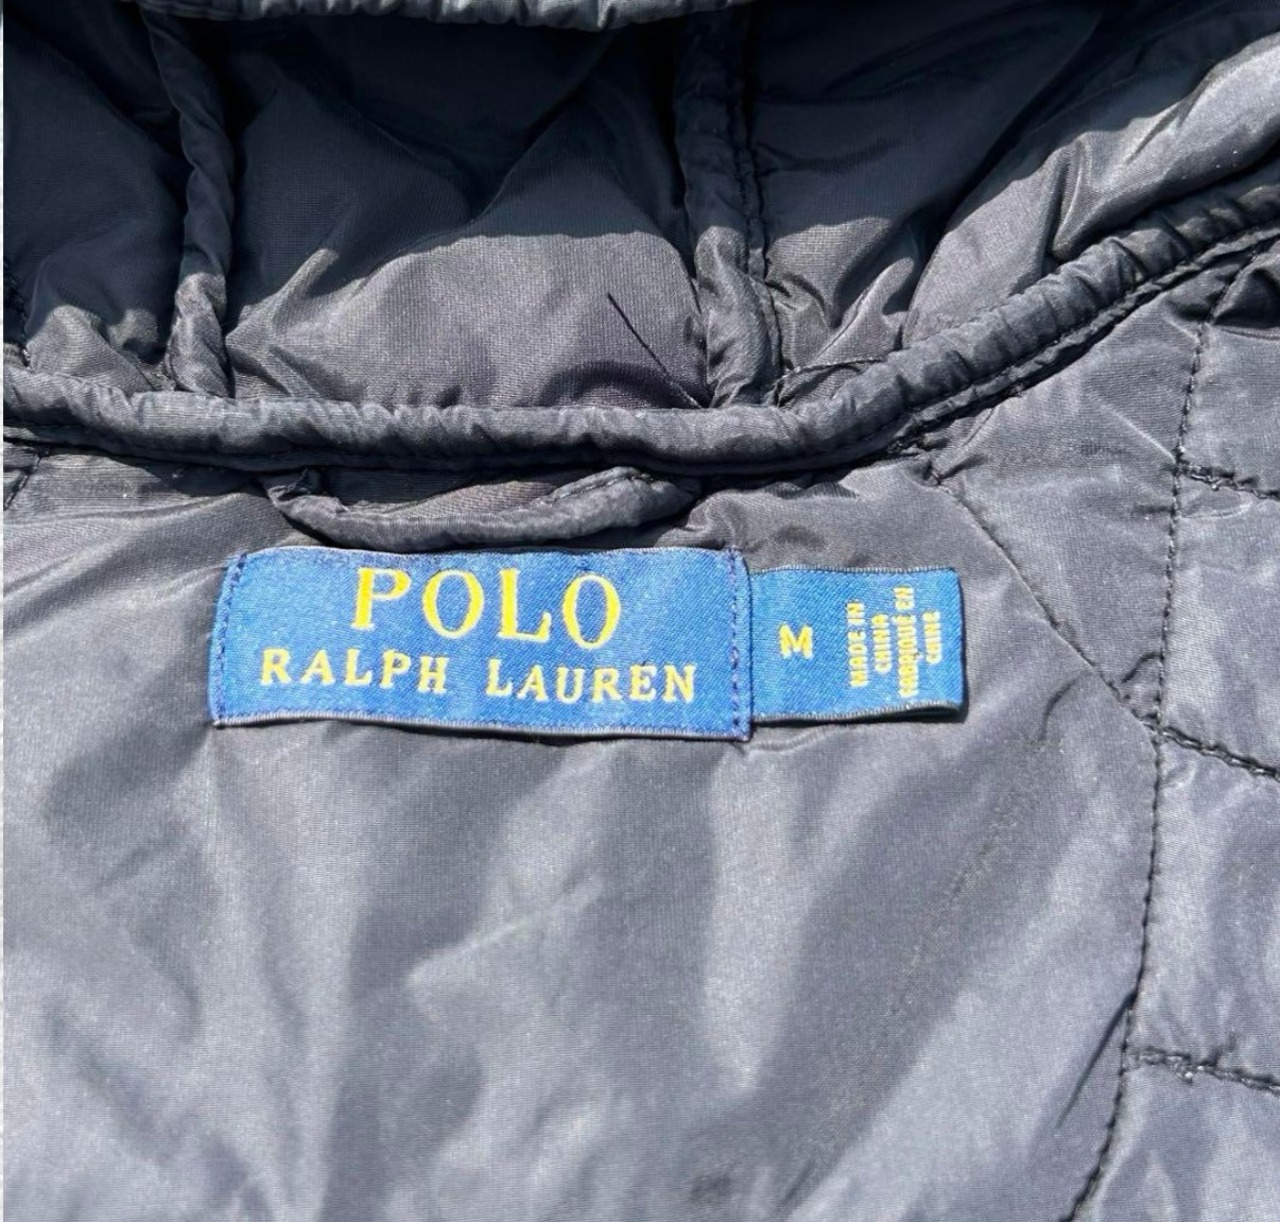 POLO
RALPH LAUREN
M
MADE IN
CHINA
FABRIQUÉ EN
CHINE